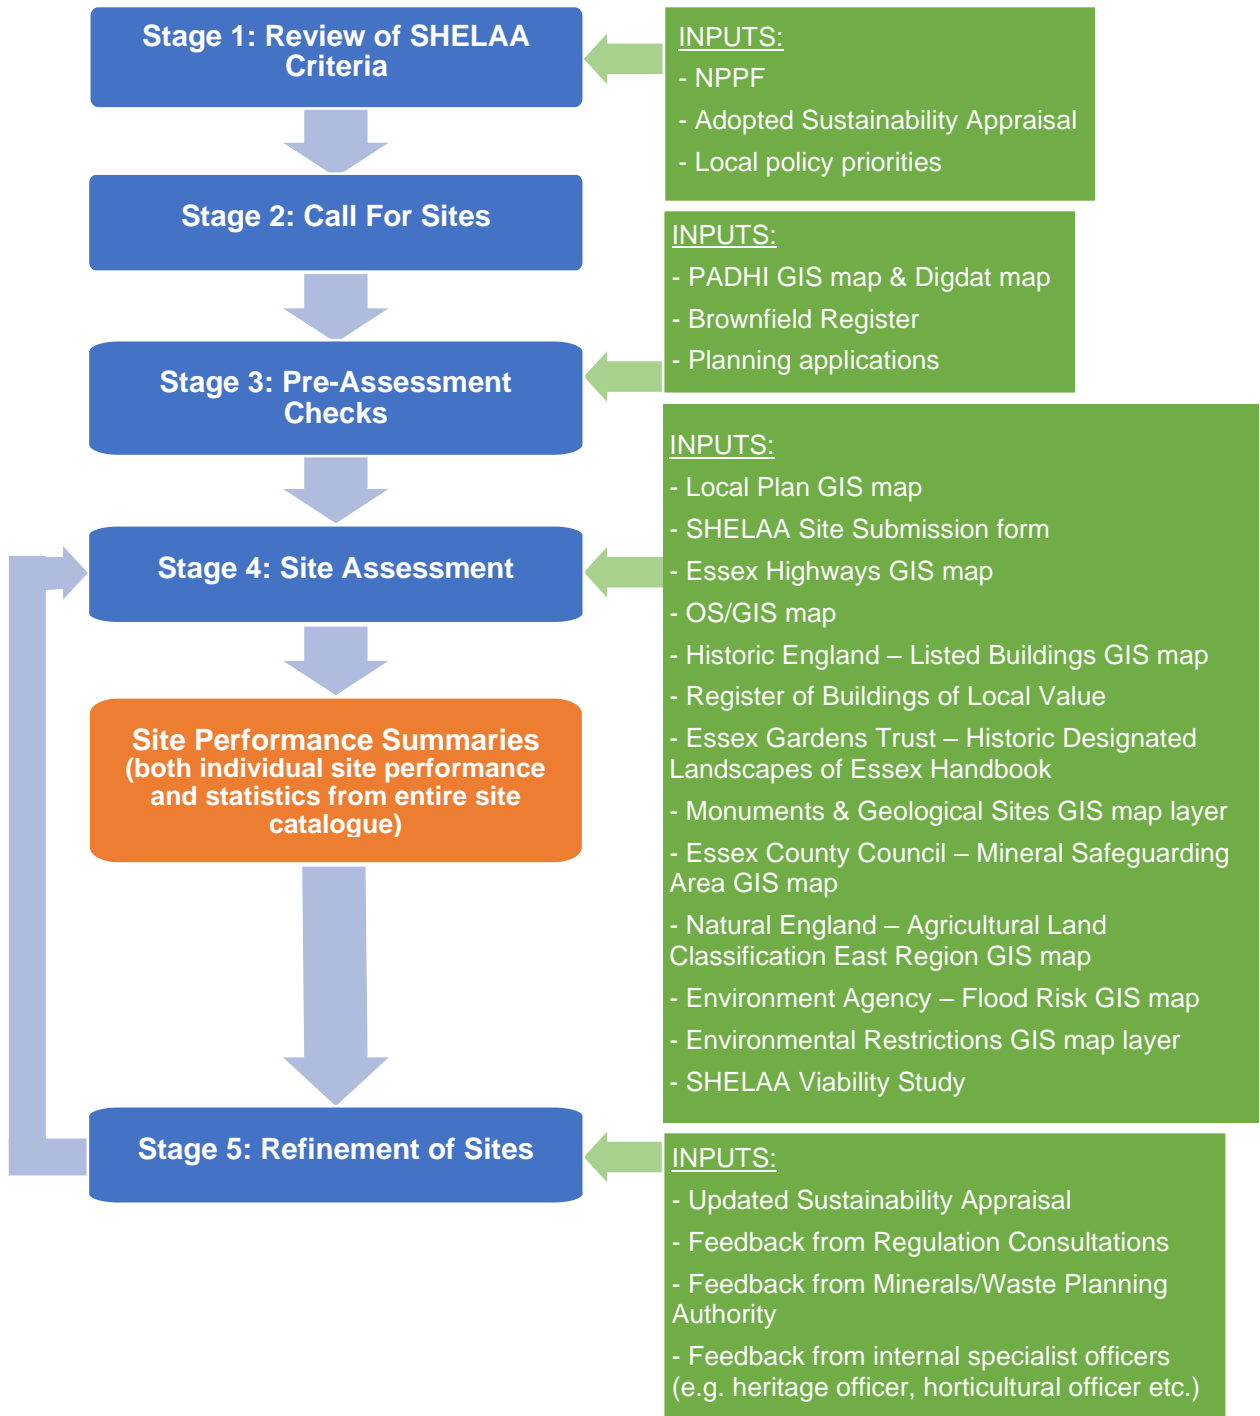 Stage 1: Review of SHELAA
Criteria
INPUTS:
- NPPF
- Adopted Sustainability Appraisal
- Local policy priorities
Stage 2: Call For Sites
INPUTS:
- PADHI GIS map & Digdat map
- Brownfield Register
- Planning applications
Stage 3: Pre-Assessment
Checks
INPUTS:
- Local Plan GIS map
- SHELAA Site Submission form
- Essex Highways GIS map
- OS/GIS map
- Historic England – Listed Buildings GIS map
- Register of Buildings of Local Value
- Essex Gardens Trust – Historic Designated
Landscapes of Essex Handbook
- Monuments & Geological Sites GIS map layer
- Essex County Council – Mineral Safeguarding
Area GIS map
- Natural England – Agricultural Land
Classification East Region GIS map
- Environment Agency – Flood Risk GIS map
- Environmental Restrictions GIS map layer
- SHELAA Viability Study
Stage 4: Site Assessment
Site Performance Summaries
(both individual site performance
and statistics from entire site
catalogue)
Stage 5: Refinement of Sites
INPUTS:
- Updated Sustainability Appraisal
- Feedback from Regulation Consultations
- Feedback from Minerals/Waste Planning
Authority
- Feedback from internal specialist officers
(e.g. heritage officer, horticultural officer etc.)